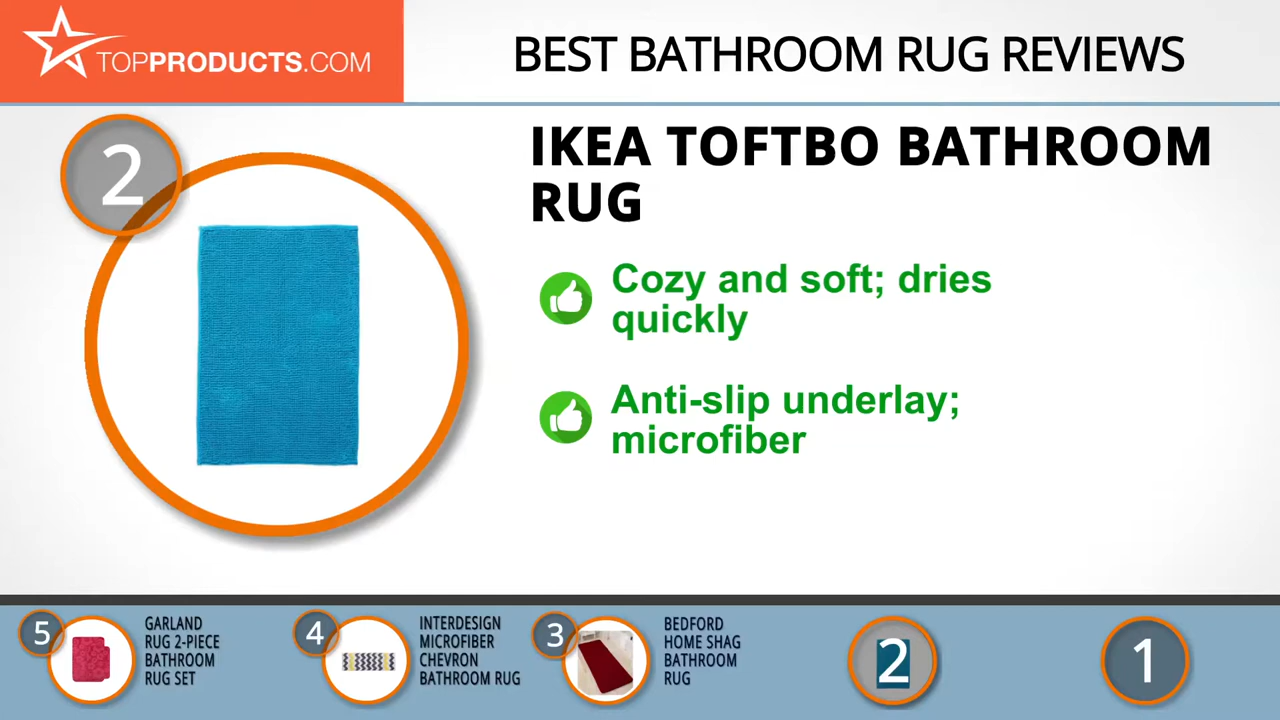 TOPPRODUCTS.COM
BEST BATHROOM RUG REVIEWS
2
IKEA TOFTBO BATHROOM
RUG
Cozy and soft; dries
quickly
Anti-slip underlay;
microfiber
5
GARLAND
RUG 2-PIECE
BATHROOM
RUG SET
4
INTERDESIGN
MICROFIBER
CHEVRON
BATHROOM RUG
3
BEDFORD
HOME SHAG
BATHROOM
RUG
2
1